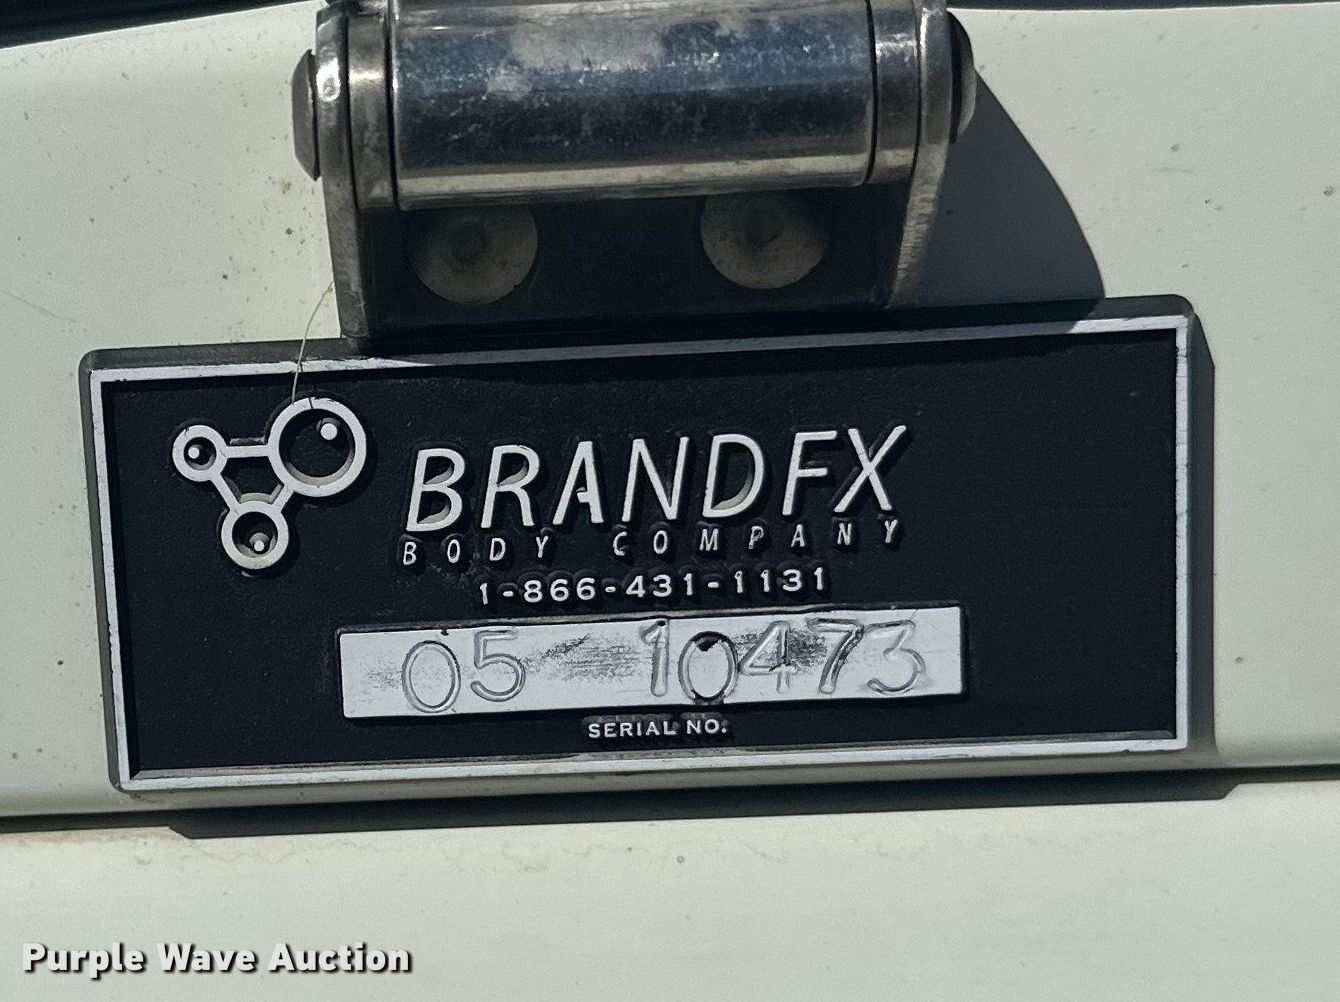 BRANDFX
BODY COMPANY
1-866-431-1131
05 10473
SERIAL NO.
Purple Wave Auction